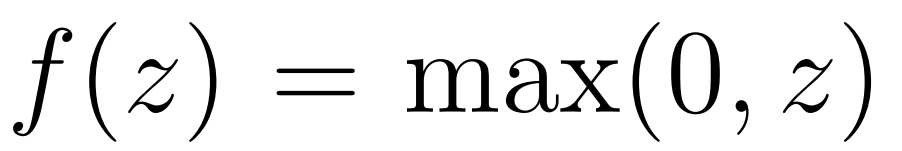 f(z) = max(0, z)